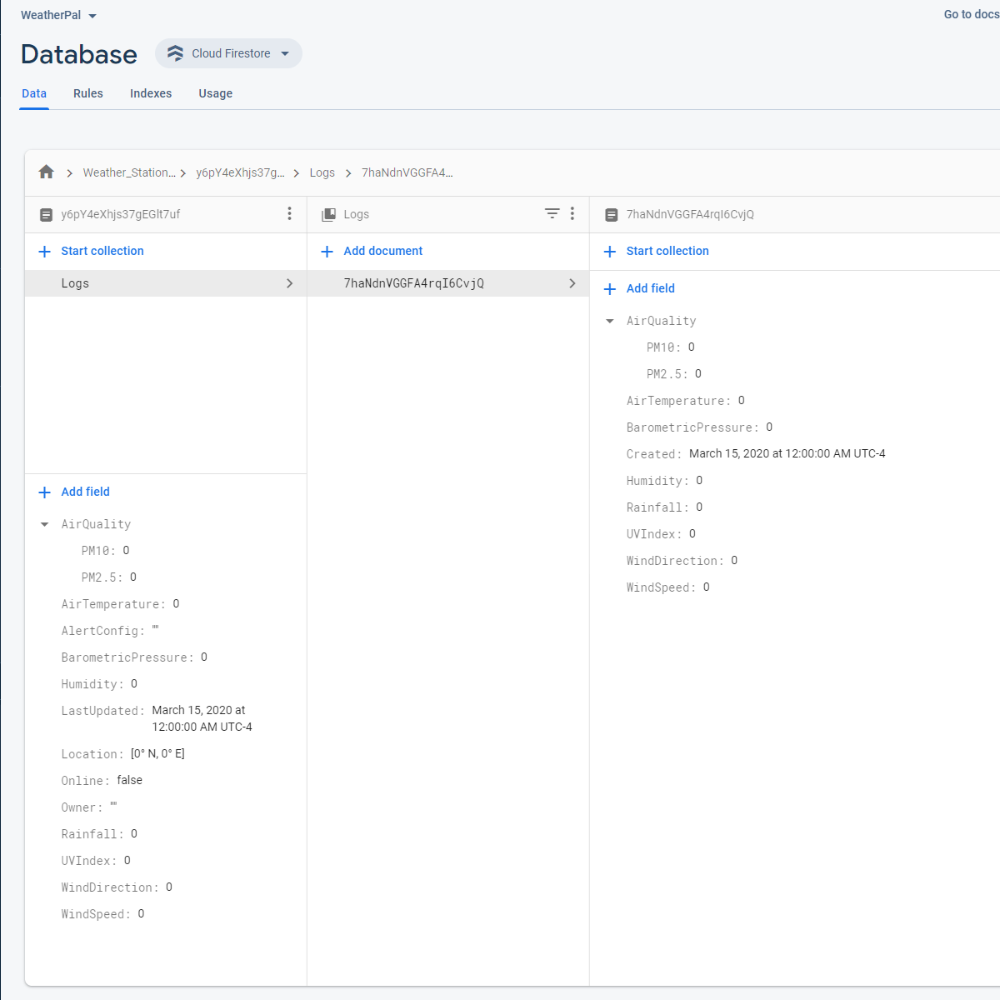 WeatherPal
Go to docs
Database
Cloud Firestore
Data Rules Indexes Usage
Weather_Station... y6pY4eXhjs37g... Logs 7haNdnVGGFA4...
y6pY4eXhjs37gEGlt7uf
Start collection
Logs
Add field
AirQuality
PM10: 0
PM2.5: 0
AirTemperature: 0
AlertConfig: ""
BarometricPressure: 0
Humidity: 0
LastUpdated: March 15, 2020 at
12:00:00 AM UTC-4
Location: [0° N, 0° E]
Online: false
Owner: ""
Rainfall: 0
UVIndex: 0
WindDirection: 0
WindSpeed: 0
Logs
Add document
7haNdnVGGFA4rqI6CvjQ
7haNdnVGGFA4rqI6CvjQ
Start collection
Add field
AirQuality
PM10: 0
PM2.5: 0
AirTemperature: 0
BarometricPressure: 0
Created: March 15, 2020 at 12:00:00 AM UTC-4
Humidity: 0
Rainfall: 0
UVIndex: 0
WindDirection: 0
WindSpeed: 0